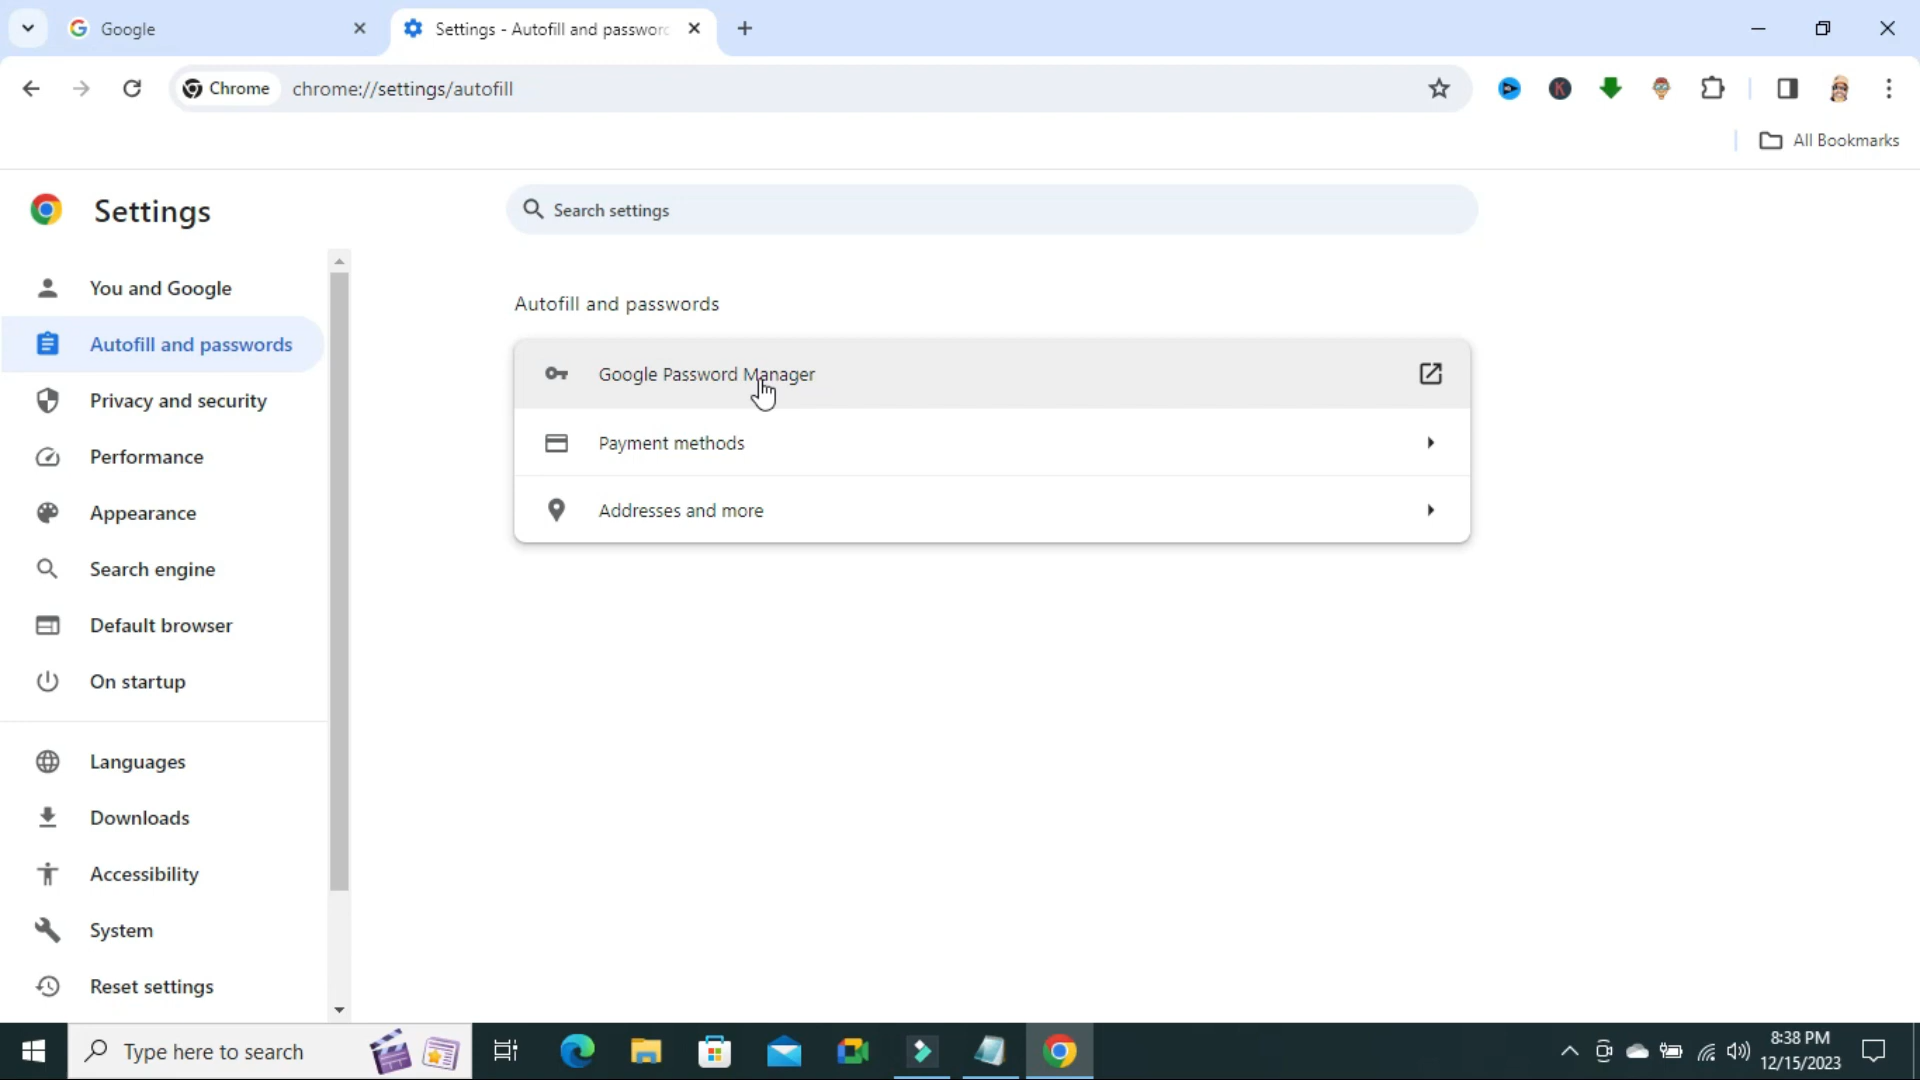 Google
Settings - Autofill and password
Chrome
chrome://settings/autofill
K
All Bookmarks
Settings
Search settings
You and Google
Autofill and passwords
Privacy and security
Performance
Appearance
Search engine
Default browser
On startup
Languages
Downloads
Accessibility
System
Reset settings
Autofill and passwords
Google Password Manager
Payment methods
Addresses and more
Type here to search
8:38 PM
12/15/2023